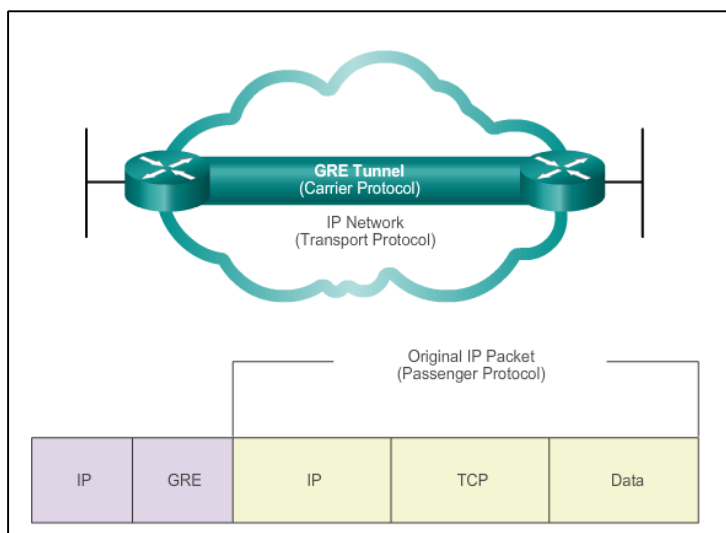 GRE Tunnel
(Carrier Protocol)
IP Network
(Transport Protocol)
Original IP Packet
(Passenger Protocol)
IP
GRE
IP
TCP
Data